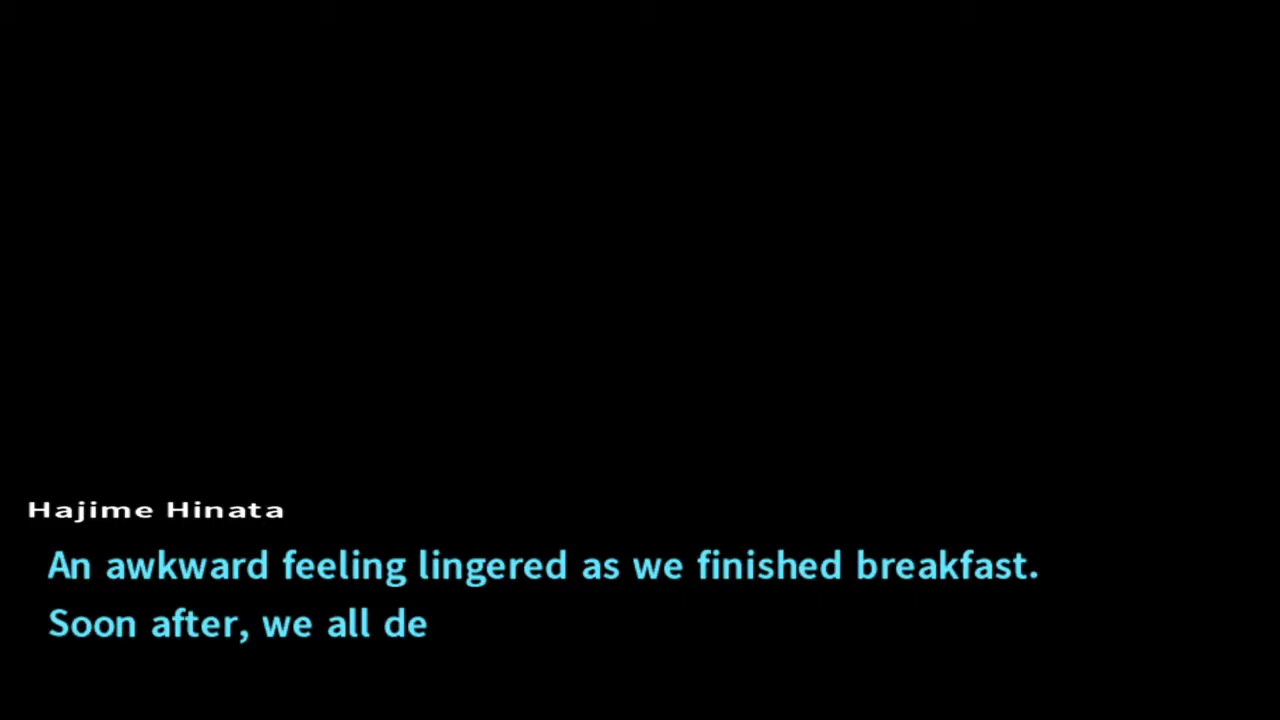 Hajime Hinata
An awkward feeling lingered as we finished breakfast.
Soon after, we all de